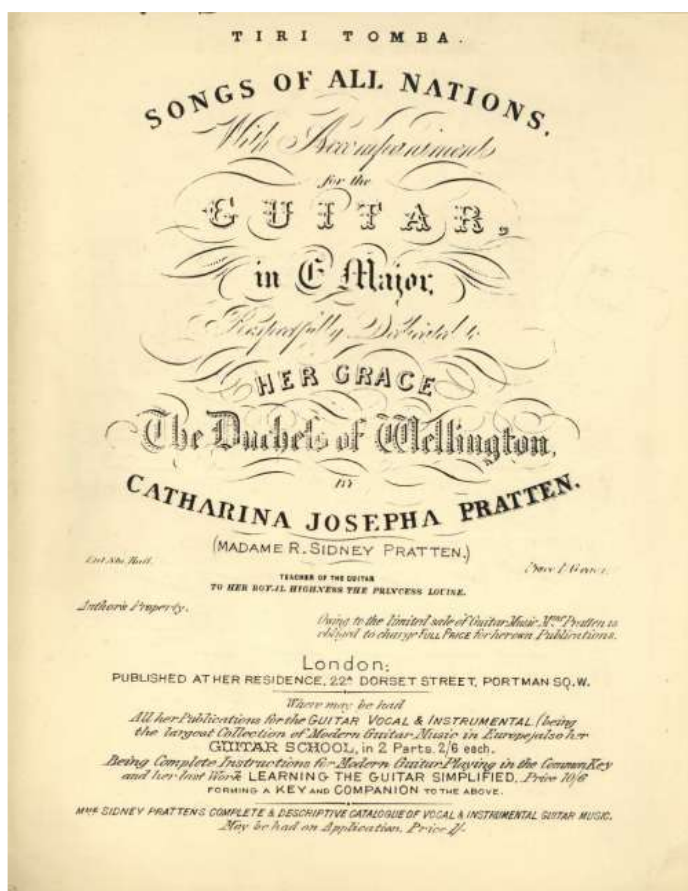 TIRI TOMBA.
SONGS OF ALL NATIONS,
With Accompaniments
for the
GUITAR,
in C Major,
Respectfully Dedicated to
HER GRACE
The Duchess of Wellington,
BY
CATHARINA JOSEPHA PRATTEN.
(MADAME R. SIDNEY PRATTEN.)
Ent. Sta. Hall.
Price
TEACHER OF THE GUITAR
TO HER ROYAL HIGHNESS THE PRINCESS LOUISE.
Author's Property.
Owing to the limited sale of Guitar Music, Mme Pratten is
obliged to charge FULL PRICE for her own Publications.
London:
PUBLISHED AT HER RESIDENCE, 22A DORSET STREET, PORTMAN SQ. W.
Where may be had
All her Publications for the GUITAR VOCAL & INSTRUMENTAL (being
the largest Collection of Modern Guitar Music in Europe) also her
GUITAR SCHOOL, in 2 Parts. 2/6 each.
Being Complete Instructions for Modern Guitar Playing in the Common Key
and her last Work LEARNING THE GUITAR SIMPLIFIED, Price 10/6
FORMING A KEY AND COMPANION TO THE ABOVE.
MME SIDNEY PRATTEN'S COMPLETE & DESCRIPTIVE CATALOGUE OF VOCAL & INSTRUMENTAL GUITAR MUSIC.
May be had on Application, Price 1/-